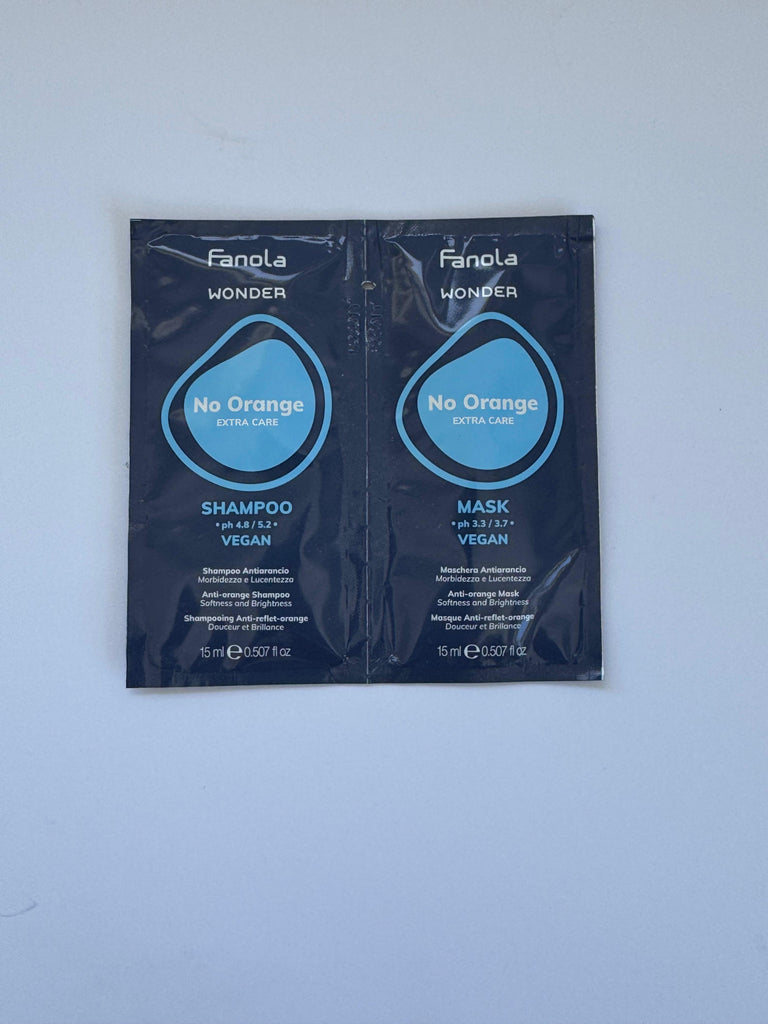 Fanola
WONDER
No Orange
EXTRA CARE
SHAMPOO
• ph 4.8 / 5.2 •
VEGAN
Shampoo Antiarancio
Morbidezza e Lucentezza
Anti-orange Shampoo
Softness and Brightness
Shampooing Anti-reflet-orange
Douceur et Brillance
15 ml e 0.507 fl oz
Fanola
WONDER
No Orange
EXTRA CARE
MASK
• ph 3.3 / 3.7 •
VEGAN
Maschera Antiarancio
Morbidezza e Lucentezza
Anti-orange Mask
Softness and Brightness
Masque Anti-reflet-orange
Douceur et Brillance
15 ml e 0.507 fl oz